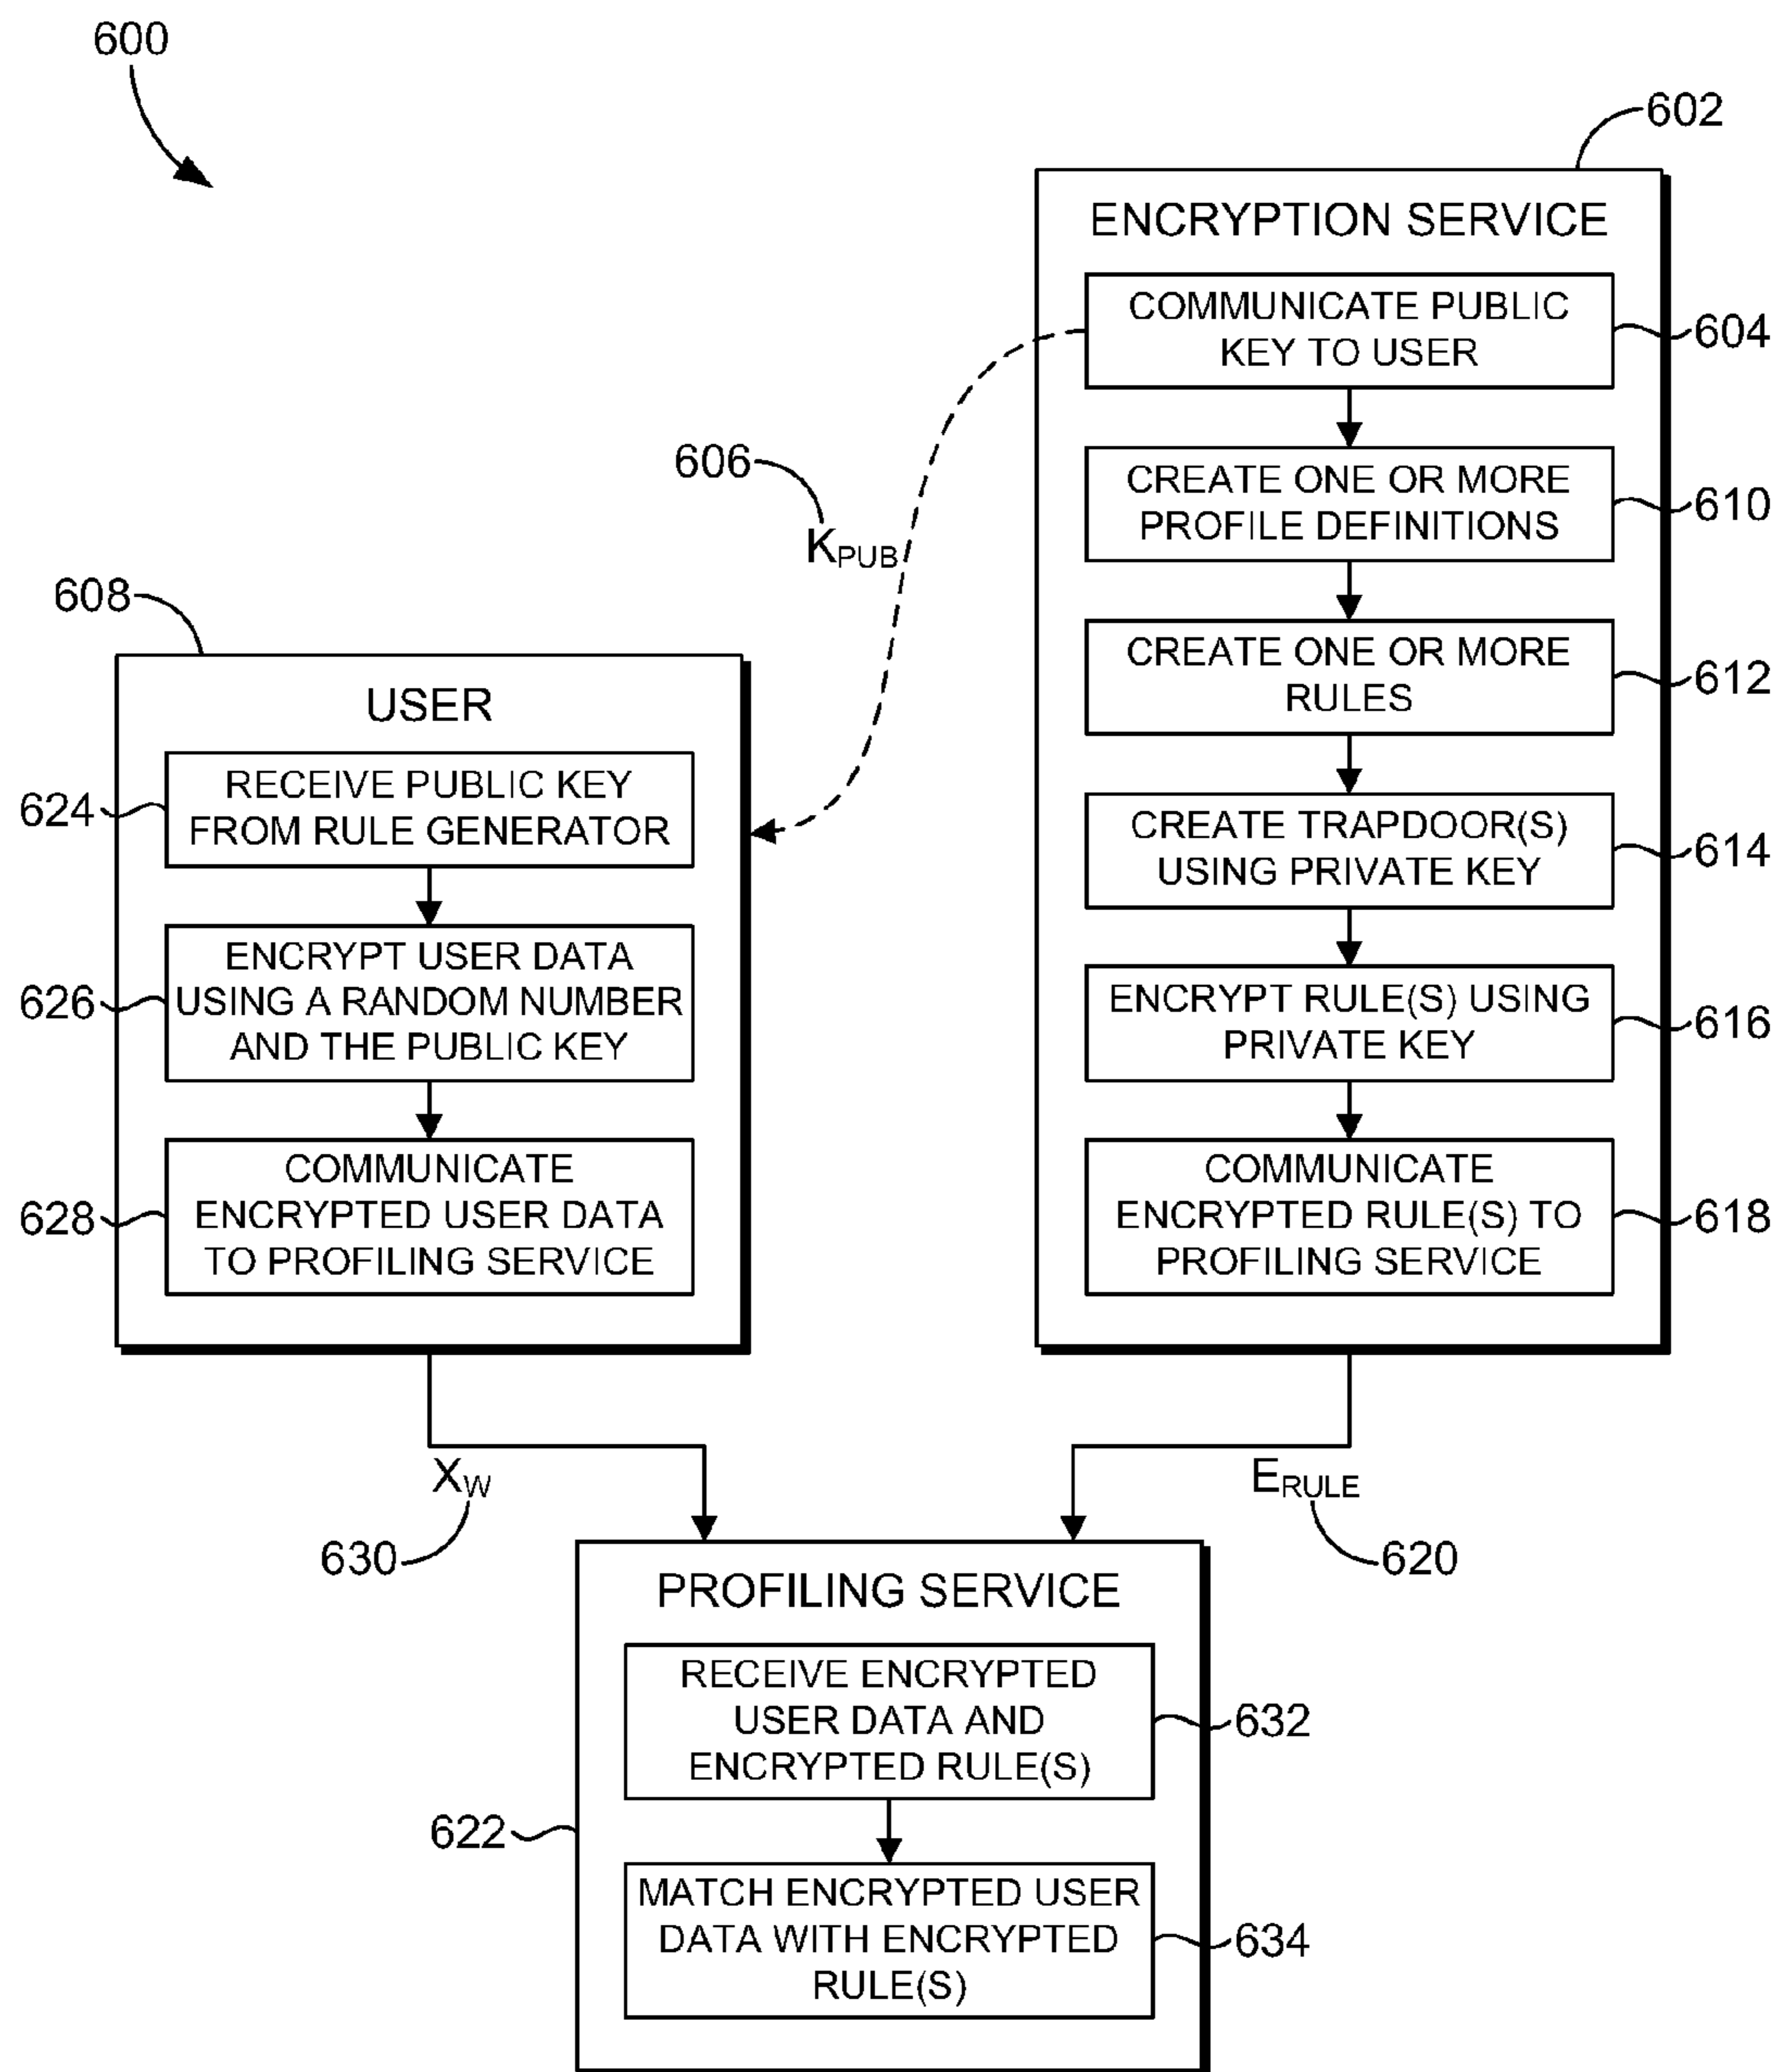 600
602
ENCRYPTION SERVICE
COMMUNICATE PUBLIC
KEY TO USER
604
606
K_PUB
CREATE ONE OR MORE
PROFILE DEFINITIONS
610
608
CREATE ONE OR MORE
RULES
612
USER
RECEIVE PUBLIC KEY
FROM RULE GENERATOR
624
CREATE TRAPDOOR(S)
USING PRIVATE KEY
614
ENCRYPT USER DATA
USING A RANDOM NUMBER
AND THE PUBLIC KEY
626
ENCRYPT RULE(S) USING
PRIVATE KEY
616
COMMUNICATE
ENCRYPTED USER DATA
TO PROFILING SERVICE
628
COMMUNICATE
ENCRYPTED RULE(S) TO
PROFILING SERVICE
618
X_W
630
E_RULE
620
PROFILING SERVICE
RECEIVE ENCRYPTED
USER DATA AND
ENCRYPTED RULE(S)
632
622
MATCH ENCRYPTED USER
DATA WITH ENCRYPTED
RULE(S)
634